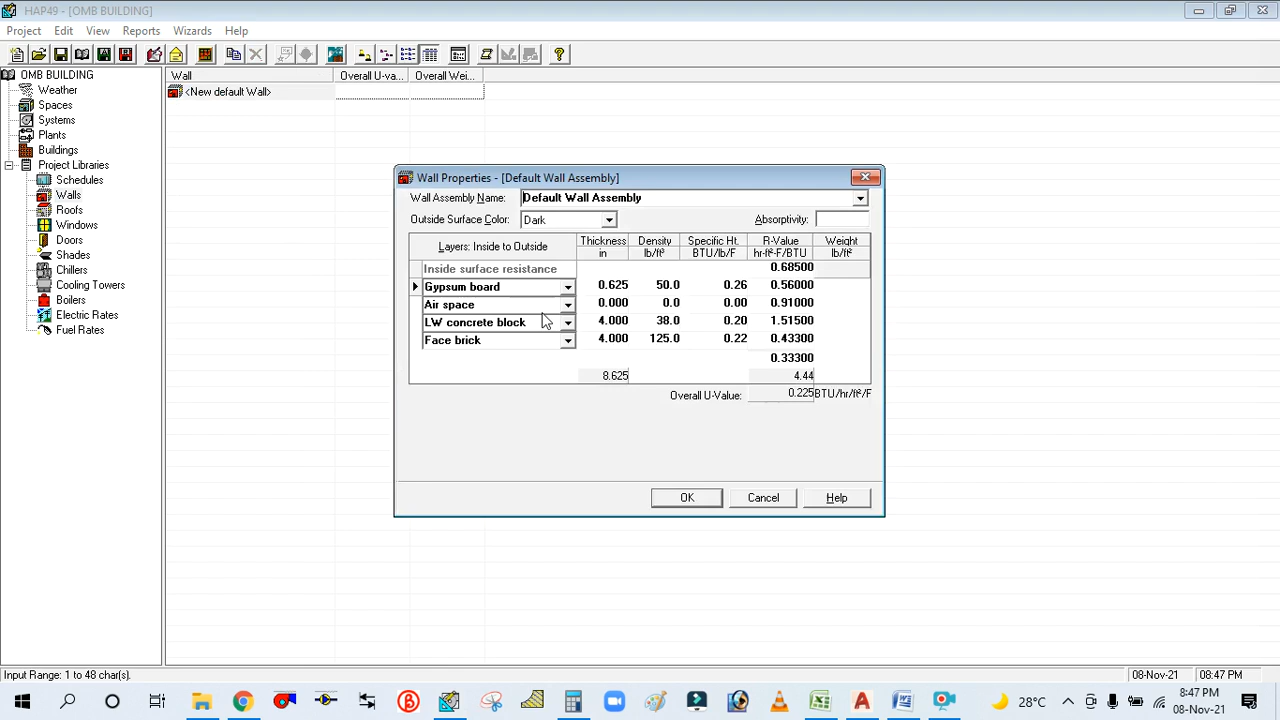 HAP49 - [OMB BUILDING]
Project Edit View Reports Wizards Help
OMB BUILDING
Weather
Spaces
Systems
Plants
Buildings
Project Libraries
Schedules
Walls
Roofs
Windows
Doors
Shades
Chillers
Cooling Towers
Boilers
Electric Rates
Fuel Rates
Wall Overall U-va... Overall Wei...
<New default Wall>
Wall Properties - [Default Wall Assembly]
Wall Assembly Name: Default Wall Assembly
Outside Surface Color: Dark Absorptivity:
Layers: Inside to Outside Thickness in Density lb/ft³ Specific Ht. BTU/lb/F R-Value hr-ft²-F/BTU Weight lb/ft²
Inside surface resistance 0.68500
Gypsum board 0.625 50.0 0.26 0.56000
Air space 0.000 0.0 0.00 0.91000
LW concrete block 4.000 38.0 0.20 1.51500
Face brick 4.000 125.0 0.22 0.43300
0.33300
8.625 4.44
Overall U-Value: 0.225 BTU/hr/ft²/F
OK Cancel Help
Input Range: 1 to 48 char(s). 08-Nov-21 08:47 PM
28°C 8:47 PM
08-Nov-21